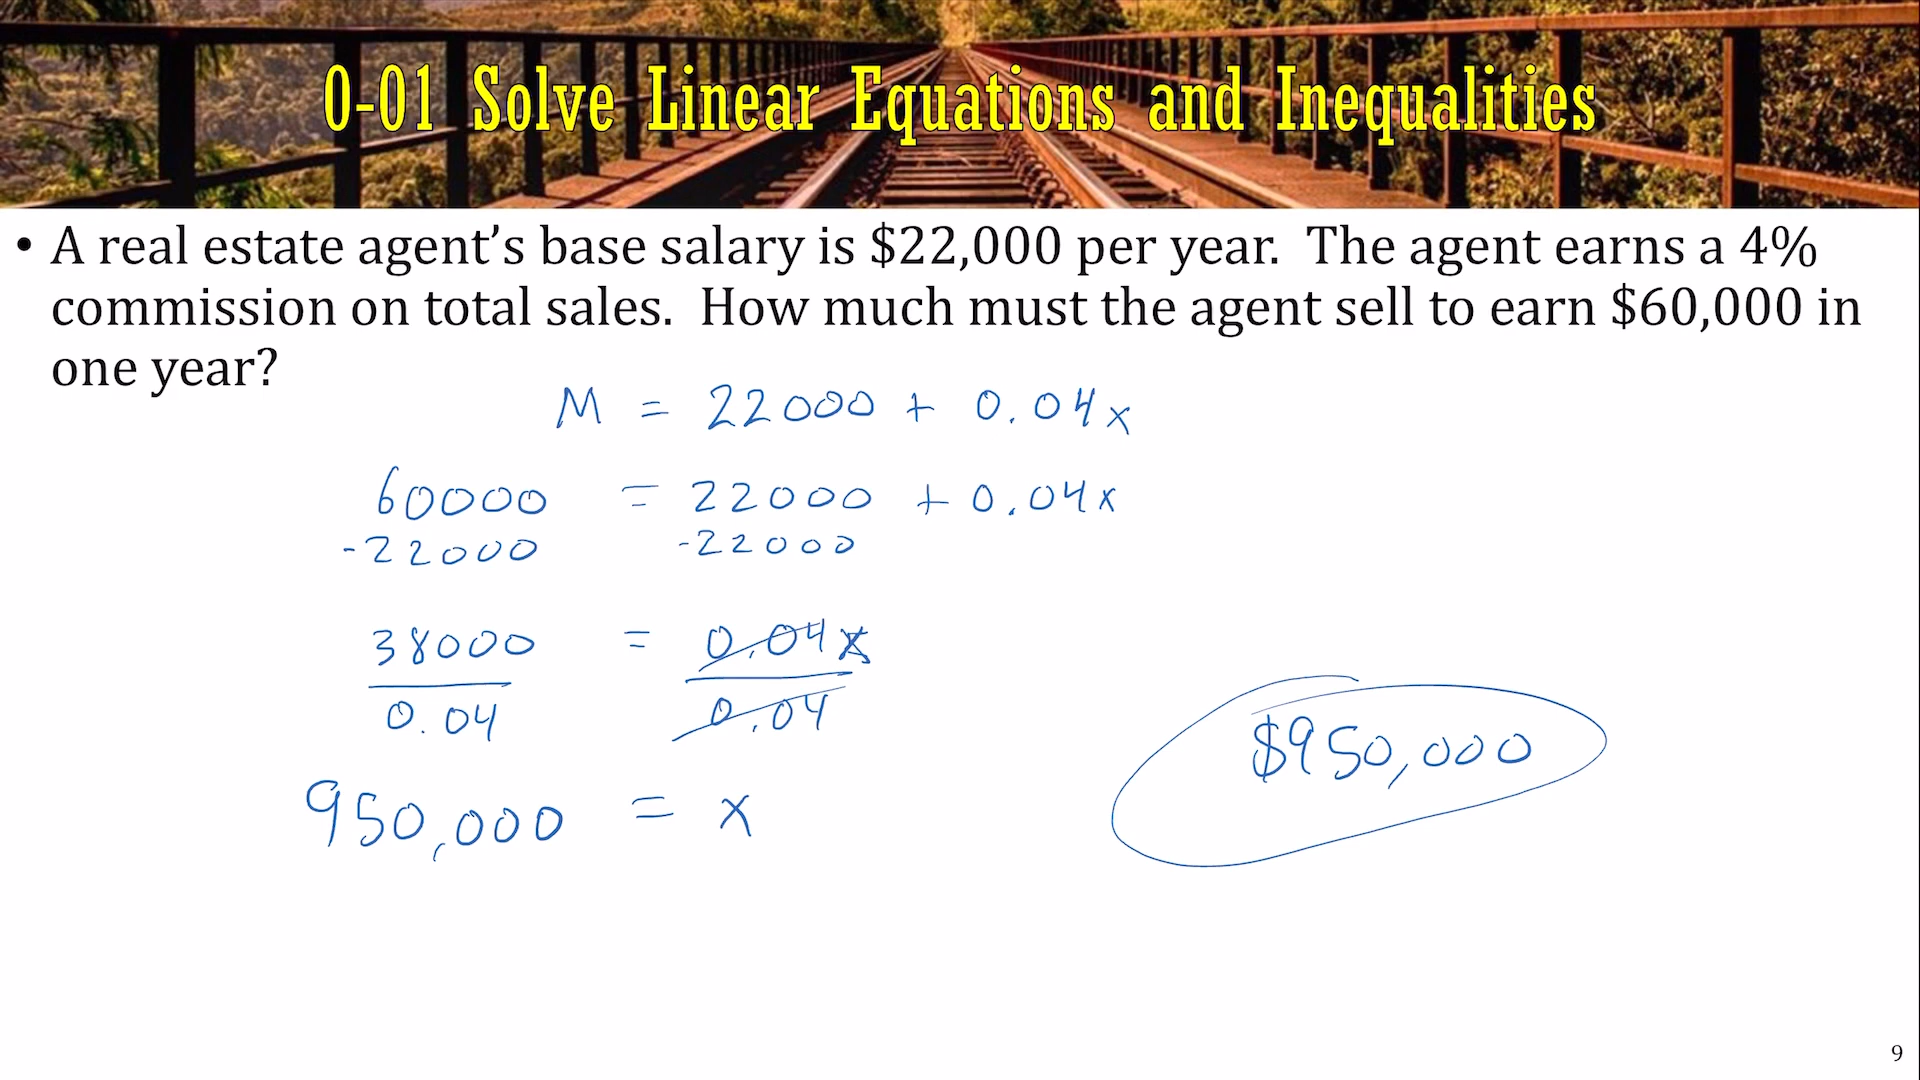 0-01 Solve Linear Equations and Inequalities
• A real estate agent’s base salary is $22,000 per year. The agent earns a 4%
commission on total sales. How much must the agent sell to earn $60,000 in
one year?
M = 22000 + 0.04x
60000 = 22000 + 0.04x
-22000 -22000
38000 = 0.04x
0.04 0.04
$950,000
950,000 = x
9